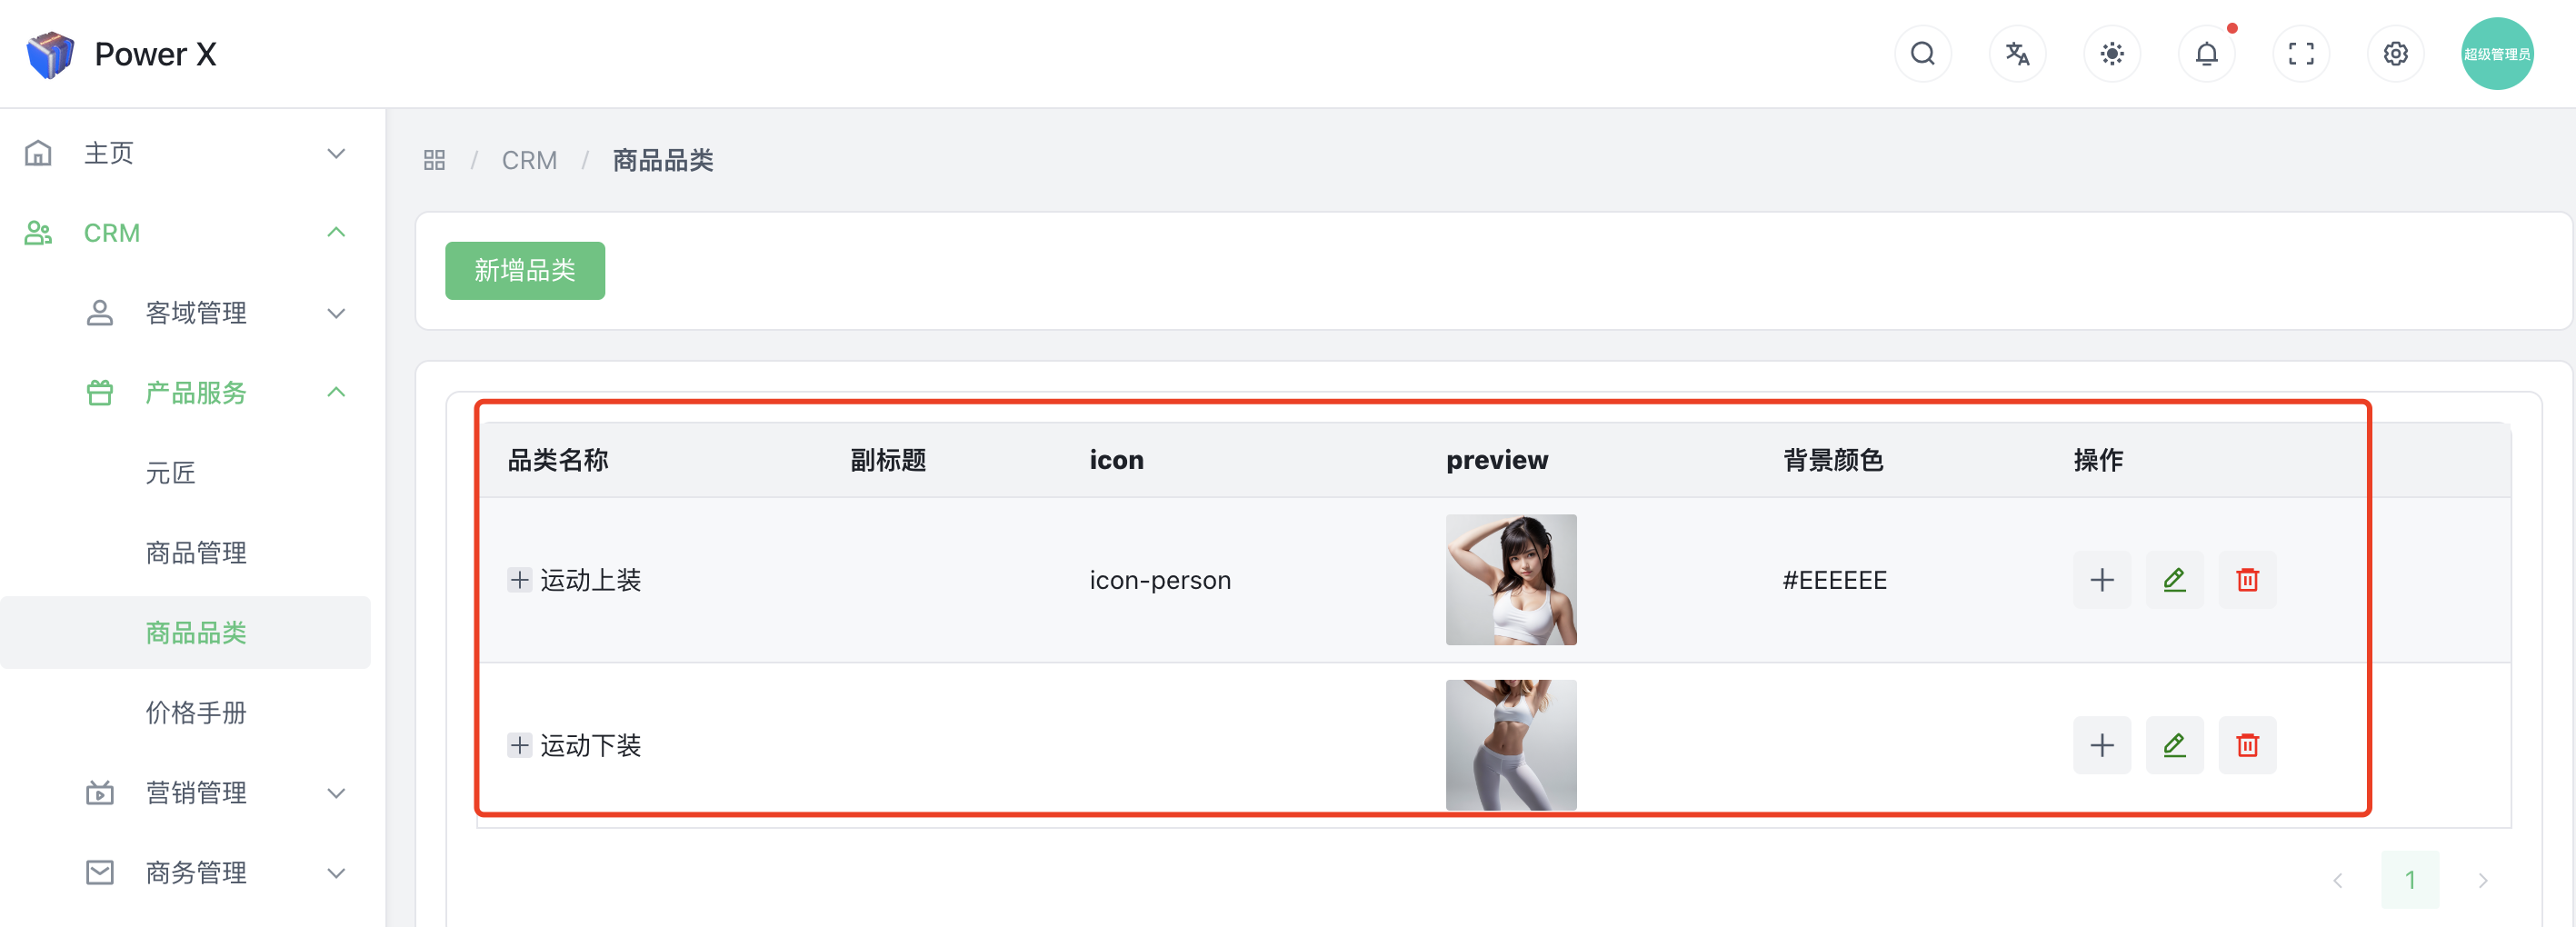 Power X
超级管理员
主页
CRM
客域管理
产品服务
元匠
商品管理
商品品类
价格手册
营销管理
商务管理
/ CRM / 商品品类
新增品类
品类名称 副标题 icon preview 背景颜色 操作
运动上装 icon-person #EEEEEE
运动下装
1